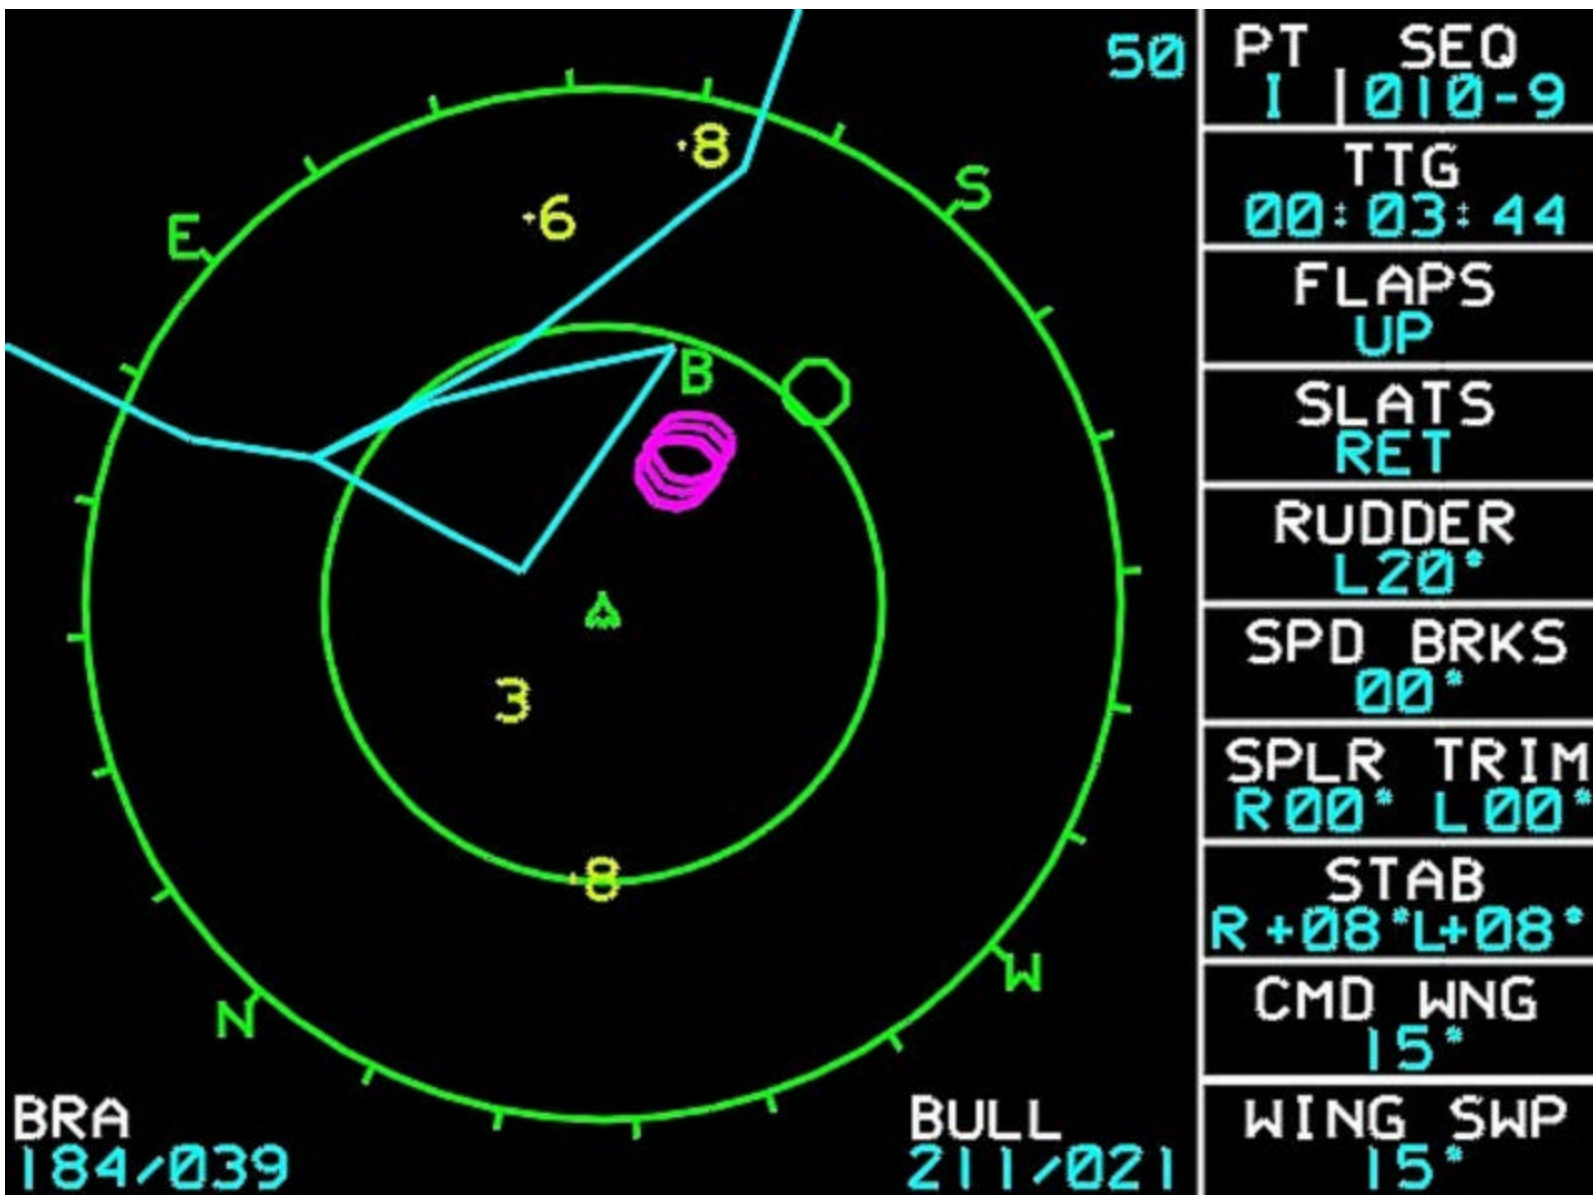 50
8
6
S
E
B
3
8
W
N
BRA
184/039
BULL
211/021
PT SEQ
I 010-9
TTG
00:03:44
FLAPS
UP
SLATS
RET
RUDDER
L20°
SPD BRKS
00°
SPLR TRIM
R00° L00°
STAB
R+08°L+08°
CMD WNG
15°
WING SWP
15°